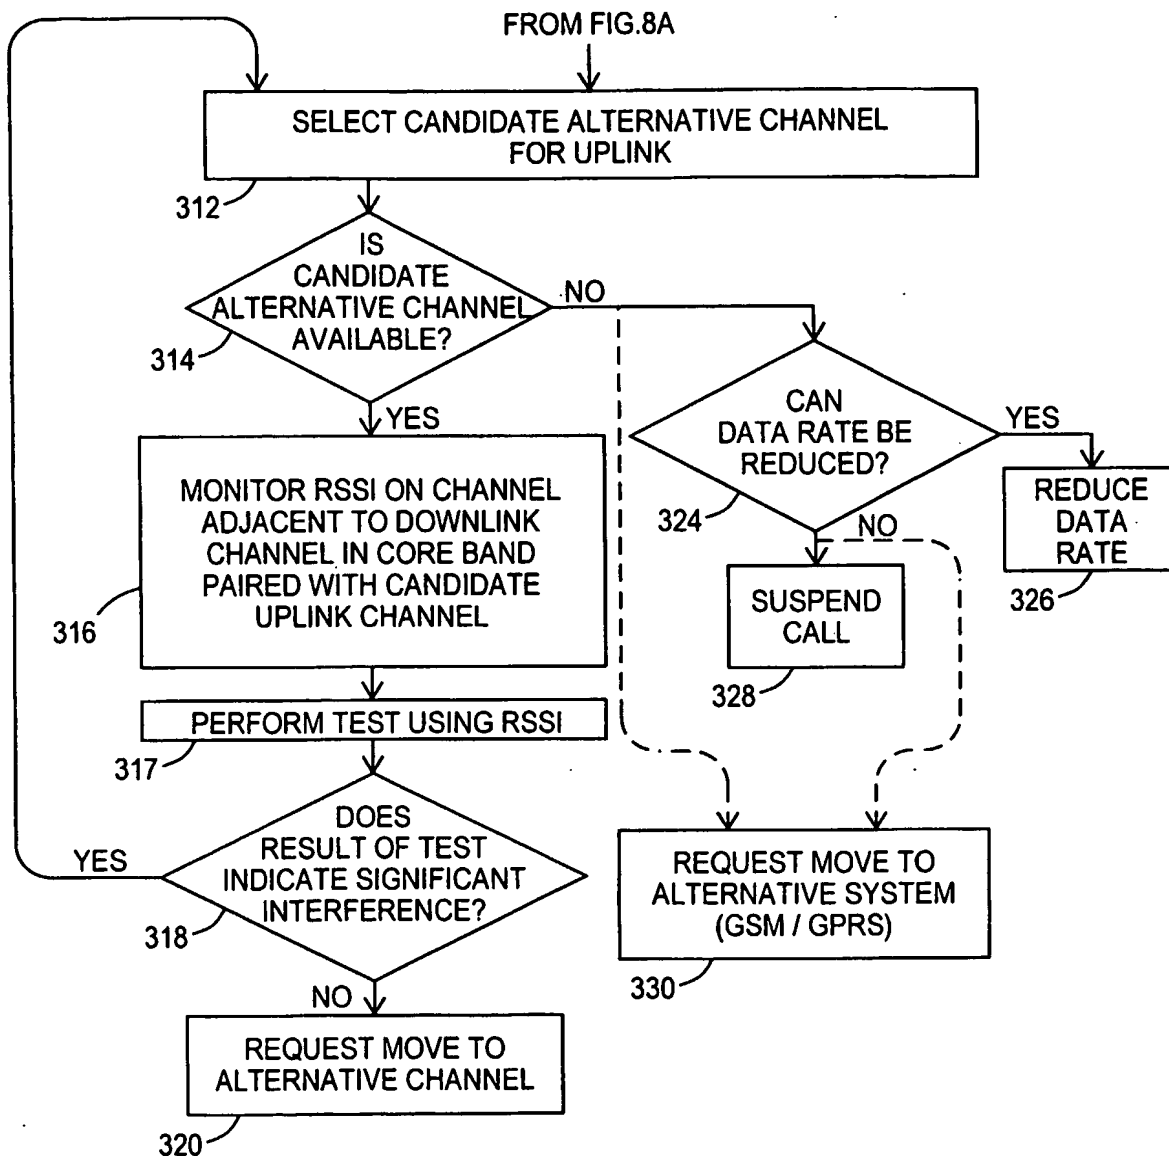 FROM FIG.8A
SELECT CANDIDATE ALTERNATIVE CHANNEL
FOR UPLINK
312
IS
CANDIDATE
ALTERNATIVE CHANNEL
AVAILABLE?
314
NO
YES
CAN
DATA RATE BE
REDUCED?
324
YES
NO
REDUCE
DATA
RATE
326
MONITOR RSSI ON CHANNEL
ADJACENT TO DOWNLINK
CHANNEL IN CORE BAND
PAIRED WITH CANDIDATE
UPLINK CHANNEL
316
SUSPEND
CALL
328
PERFORM TEST USING RSSI
317
DOES
RESULT OF TEST
INDICATE SIGNIFICANT
INTERFERENCE?
318
YES
NO
REQUEST MOVE TO
ALTERNATIVE SYSTEM
(GSM / GPRS)
330
REQUEST MOVE TO
ALTERNATIVE CHANNEL
320